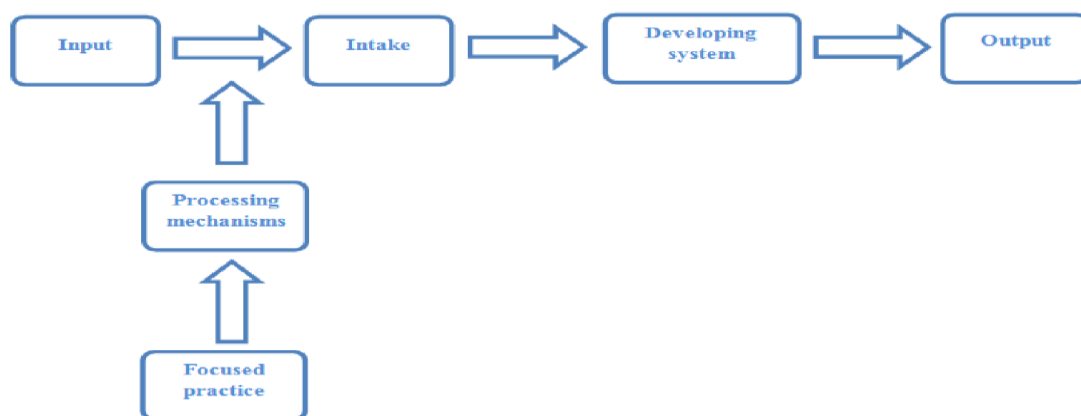 Input
Intake
Developing
system
Output
Processing
mechanisms
Focused
practice